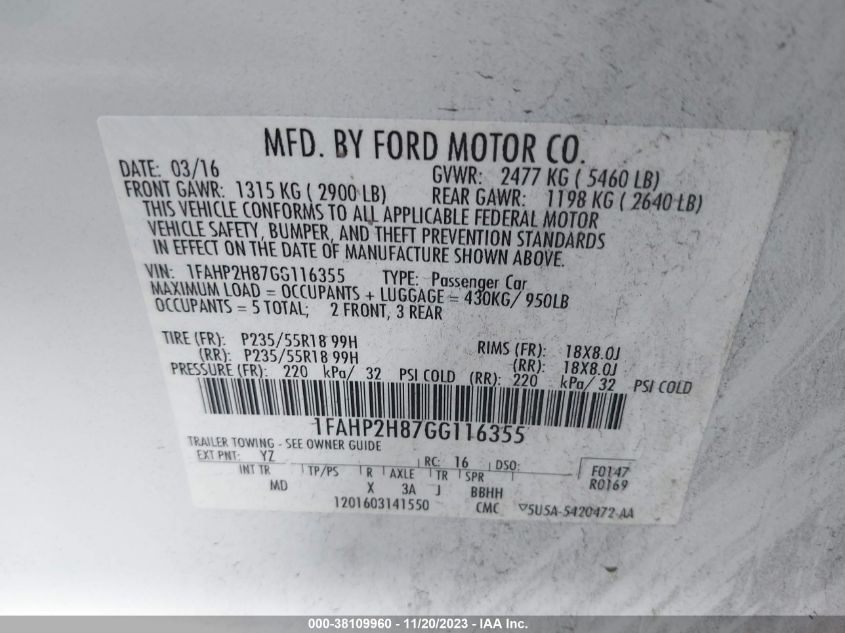 MFD. BY FORD MOTOR CO.
DATE: 03/16 GVWR: 2477 KG ( 5460 LB)
FRONT GAWR: 1315 KG ( 2900 LB) REAR GAWR: 1198 KG ( 2640 LB)
THIS VEHICLE CONFORMS TO ALL APPLICABLE FEDERAL MOTOR
VEHICLE SAFETY, BUMPER, AND THEFT PREVENTION STANDARDS
IN EFFECT ON THE DATE OF MANUFACTURE SHOWN ABOVE.
VIN: 1FAHP2H87GG116355 TYPE: Passenger Car
MAXIMUM LOAD = OCCUPANTS + LUGGAGE = 430KG/ 950LB
OCCUPANTS = 5 TOTAL; 2 FRONT, 3 REAR
TIRE (FR): P235/55R18 99H RIMS (FR): 18X8.0J
(RR): P235/55R18 99H (RR): 18X8.0J
PRESSURE (FR): 220 kPa/ 32 PSI COLD (RR): 220 kPa/ 32 PSI COLD
1FAHP2H87GG116355
TRAILER TOWING - SEE OWNER GUIDE
EXT PNT: YZ RC: 16 DSO: F0147
INT TR TP/PS R AXLE TR SPR R0169
MD X 3A J BBHH
1201603141550 CMC ▽5U5A-5420472-AA
000-38109960 - 11/20/2023 - IAAI.com